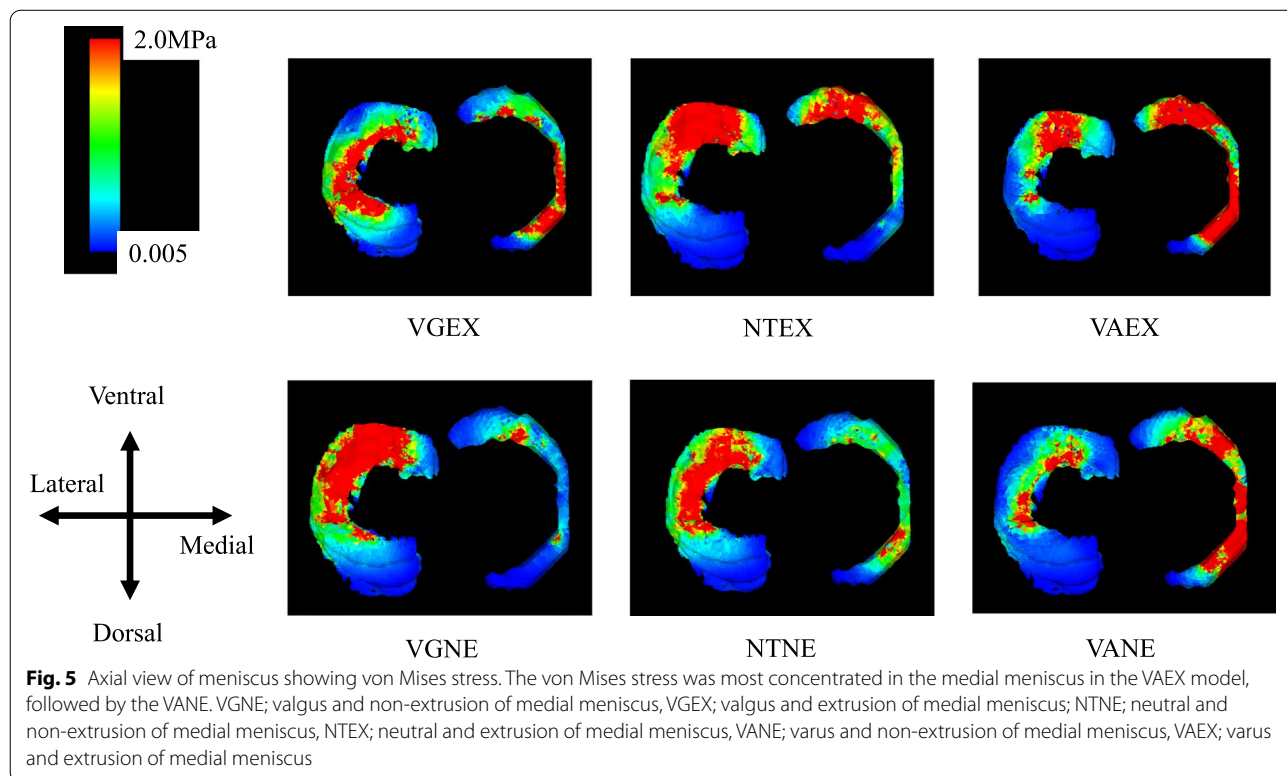 2.0MPa
0.005
VGEX NTEX VAEX
Ventral
Lateral
Medial
Dorsal
VGNE NTNE VANE
Fig. 5 Axial view of meniscus showing von Mises stress. The von Mises stress was most concentrated in the medial meniscus in the VAEX model,
followed by the VANE. VGNE; valgus and non-extrusion of medial meniscus, VGEX; valgus and extrusion of medial meniscus; NTNE; neutral and
non-extrusion of medial meniscus, NTEX; neutral and extrusion of medial meniscus, VANE; varus and non-extrusion of medial meniscus, VAEX; varus
and extrusion of medial meniscus